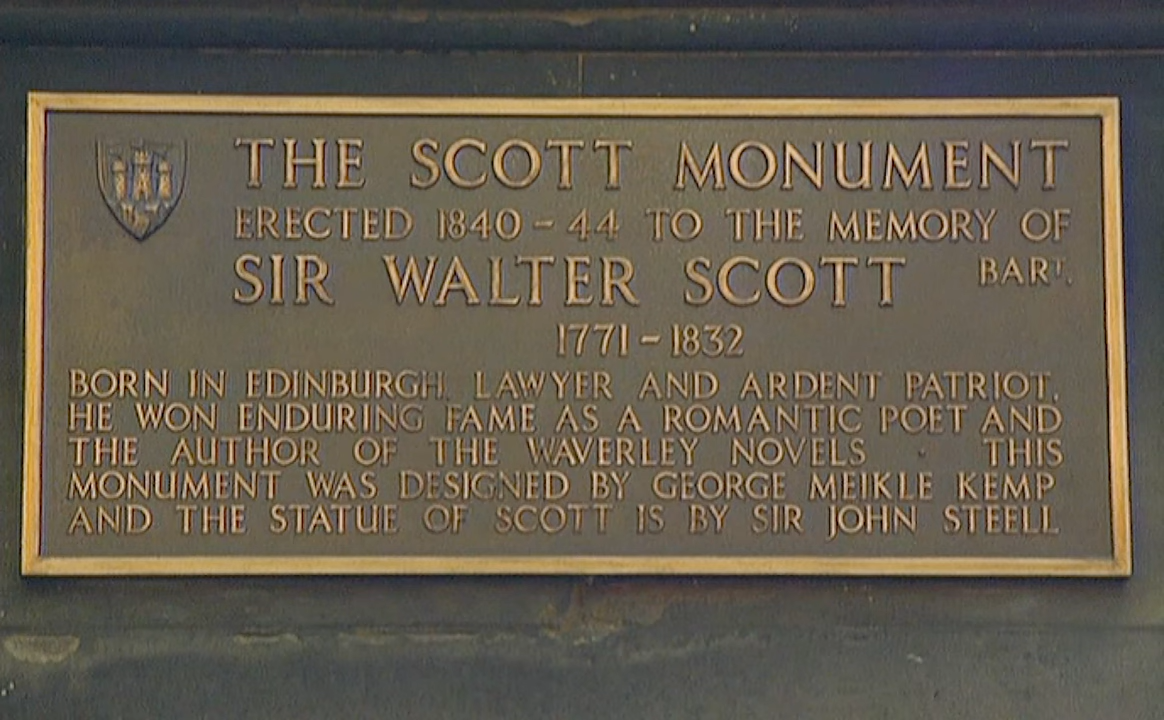 THE SCOTT MONUMENT
ERECTED 1840 - 44 TO THE MEMORY OF
SIR WALTER SCOTT BART.
1771 - 1832
BORN IN EDINBURGH. LAWYER AND ARDENT PATRIOT.
HE WON ENDURING FAME AS A ROMANTIC POET AND
THE AUTHOR OF THE WAVERLEY NOVELS · THIS
MONUMENT WAS DESIGNED BY GEORGE MEIKLE KEMP
AND THE STATUE OF SCOTT IS BY SIR JOHN STEELL